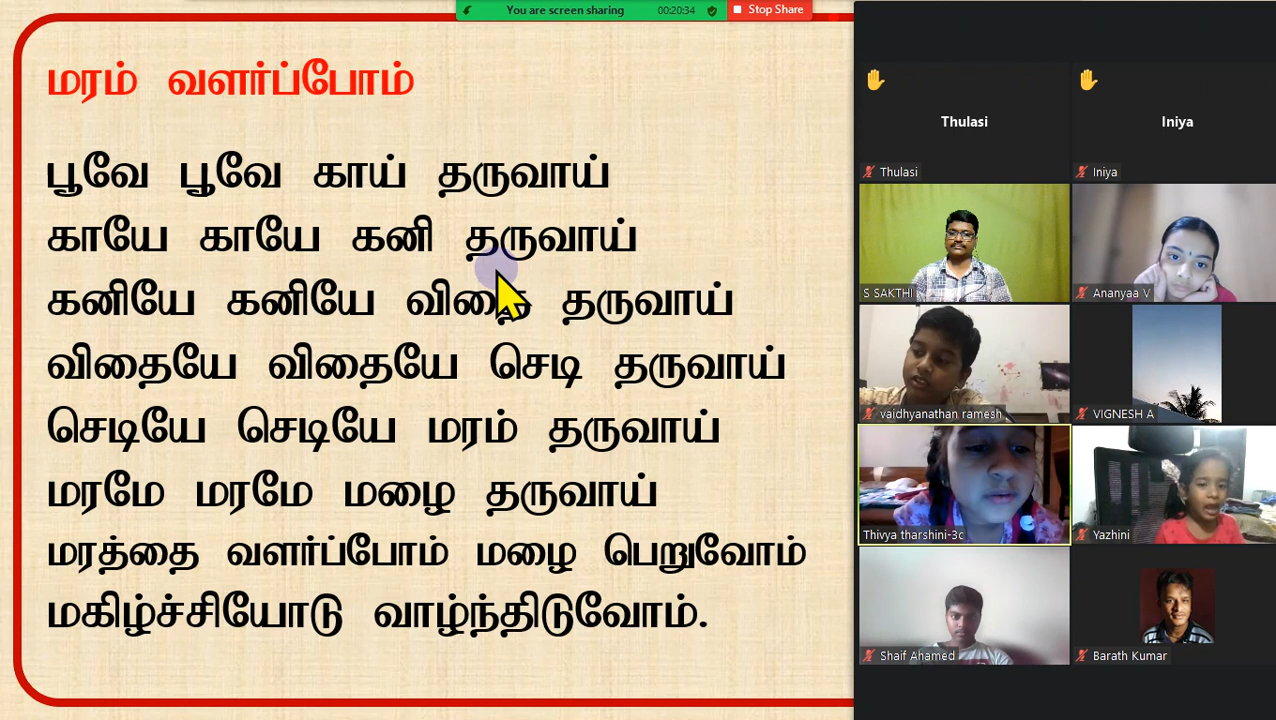 You are screen sharing 00:20:34 Stop Share
மரம் வளர்ப்போம்
பூவே பூவே காய் தருவாய்
காயே காயே கனி தருவாய்
கனியே கனியே விதை தருவாய்
விதையே விதையே செடி தருவாய்
செடியே செடியே மரம் தருவாய்
மரமே மரமே மழை தருவாய்
மரத்தை வளர்ப்போம் மழை பெறுவோம்
மகிழ்ச்சியோடு வாழ்ந்திடுவோம்.
Thulasi
Iniya
Thulasi
Iniya
S SAKTHI
Ananyaa V
vaidhyanathan ramesh
VIGNESH A
Thivya tharshini-3c
Yazhini
Shaif Ahamed
Barath Kumar